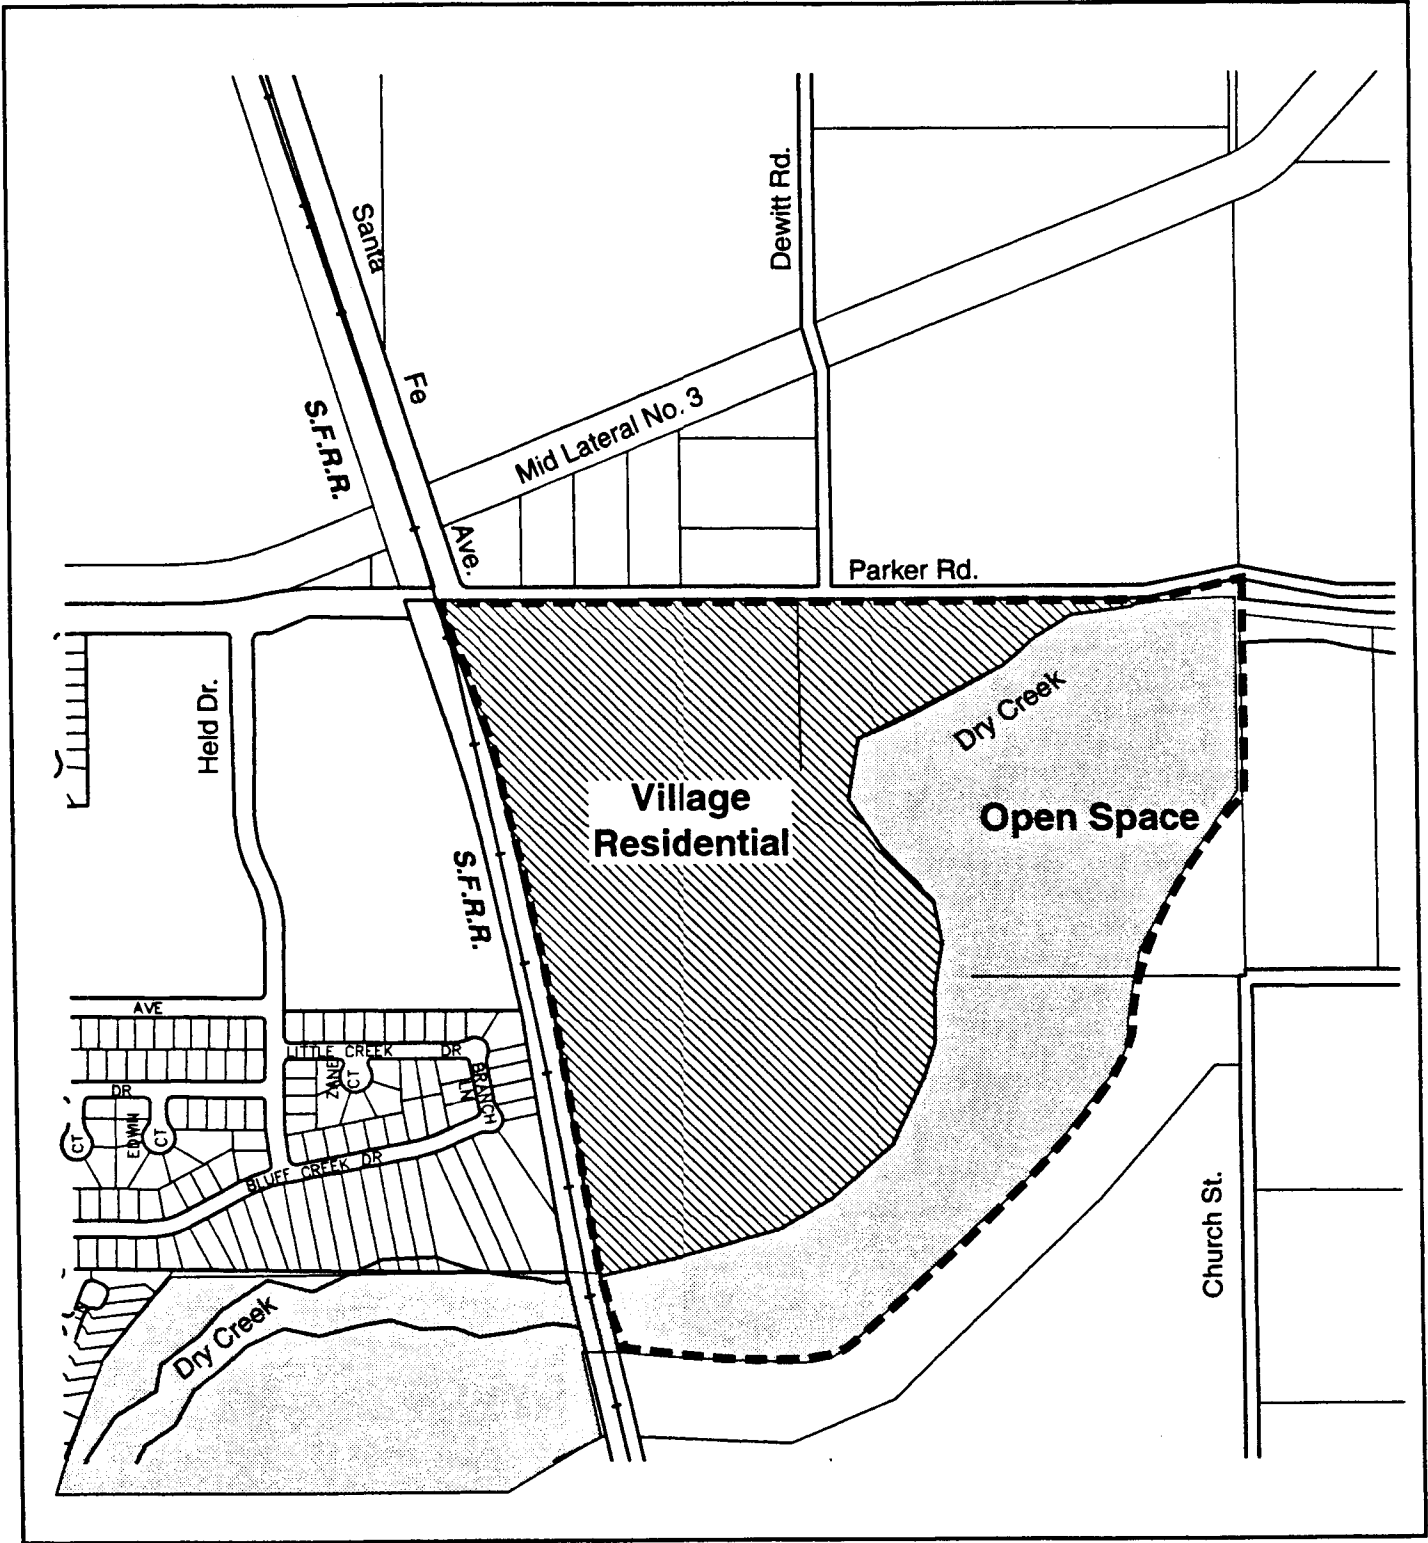 Santa
Fe
Ave.
Dewitt Rd.
S.F.R.R.
Mid Lateral No. 3
Parker Rd.
Held Dr.
Dry Creek
Village
Residential
Open Space
S.F.R.R.
AVE
LITTLE CREEK DR
ZANE
CT
BRANCH
LN
DR
EDWIN
CT
CT
BLUFF CREEK DR
Church St.
Dry Creek